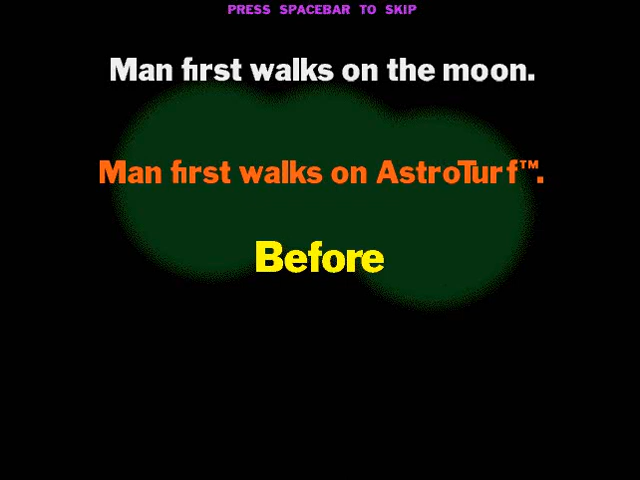 PRESS SPACEBAR TO SKIP
Man first walks on the moon.
Man first walks on AstroTurf™.
Before